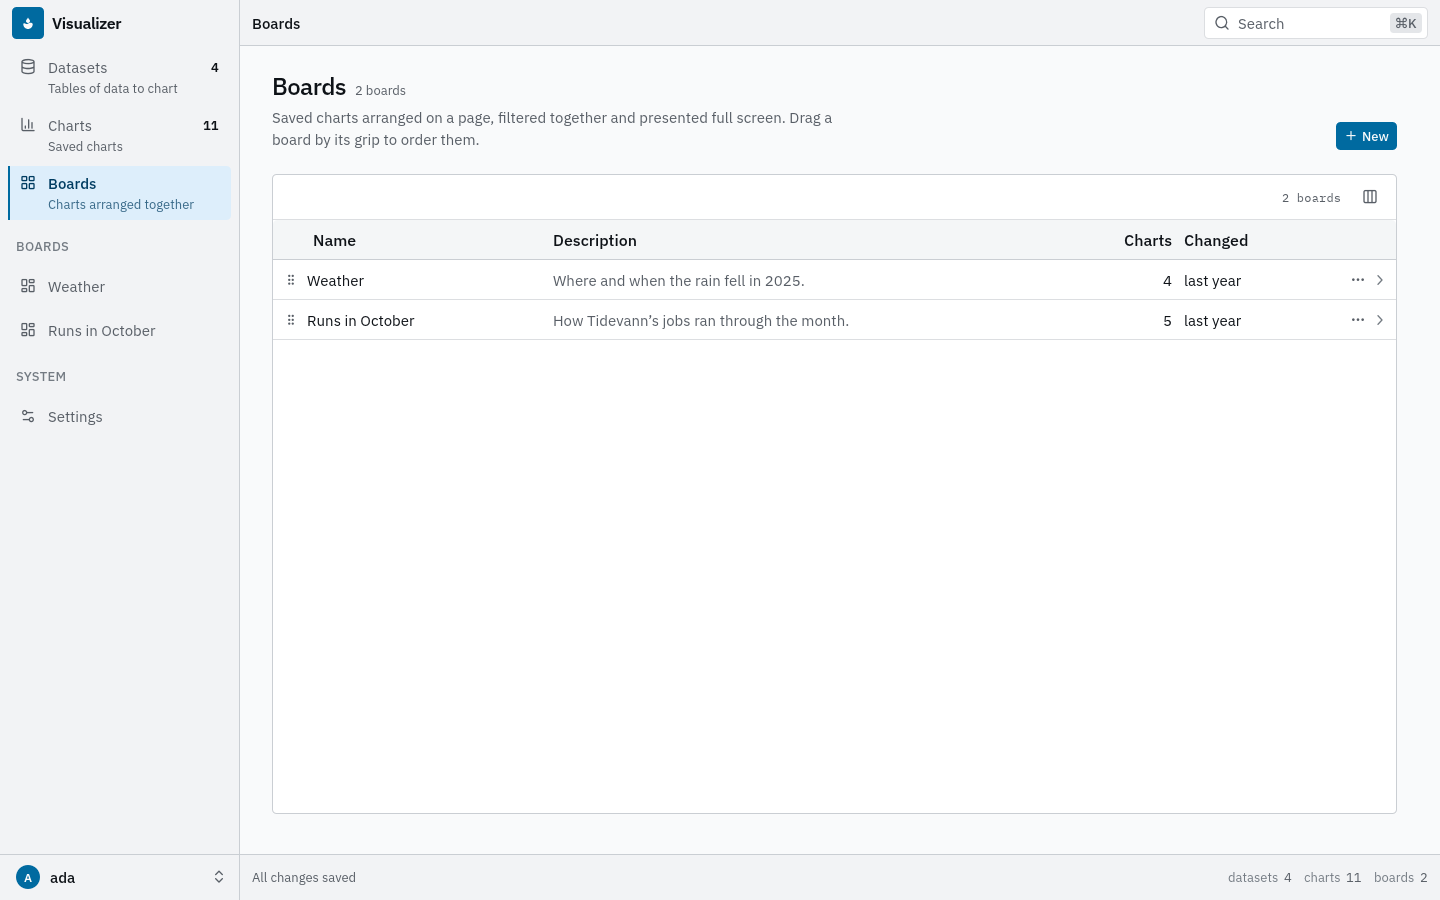 Visualizer
Boards
Search ⌘K
Datasets 4
Tables of data to chart
Charts 11
Saved charts
Boards
Charts arranged together
BOARDS
Weather
Runs in October
SYSTEM
Settings
Boards 2 boards
Saved charts arranged on a page, filtered together and presented full screen. Drag a
board by its grip to order them.
New
2 boards
Name Description Charts Changed
Weather Where and when the rain fell in 2025. 4 last year
Runs in October How Tidevann’s jobs ran through the month. 5 last year
A ada
All changes saved
datasets 4 charts 11 boards 2